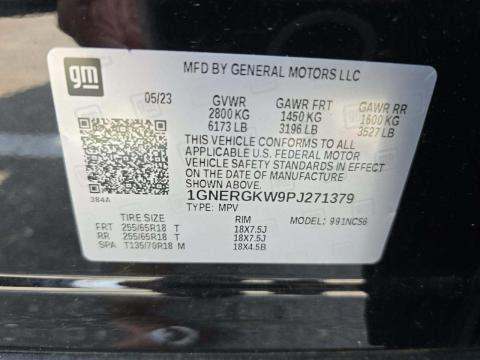 gm
MFD BY GENERAL MOTORS LLC
05/23 GVWR GAWR FRT GAWR RR
2800 KG 1450 KG 1600 KG
6173 LB 3196 LB 3527 LB
THIS VEHICLE CONFORMS TO ALL
APPLICABLE U.S. FEDERAL MOTOR
VEHICLE SAFETY STANDARDS IN EFFECT
ON THE DATE OF MANUFACTURE
SHOWN ABOVE.
384A 1GNERGKW9PJ271379
TYPE: MPV MODEL: 991NC56
TIRE SIZE RIM
FRT 255/65R18 T 18X7.5J
RR 255/65R18 T 18X7.5J
SPA T135/70R18 M 18X4.5B